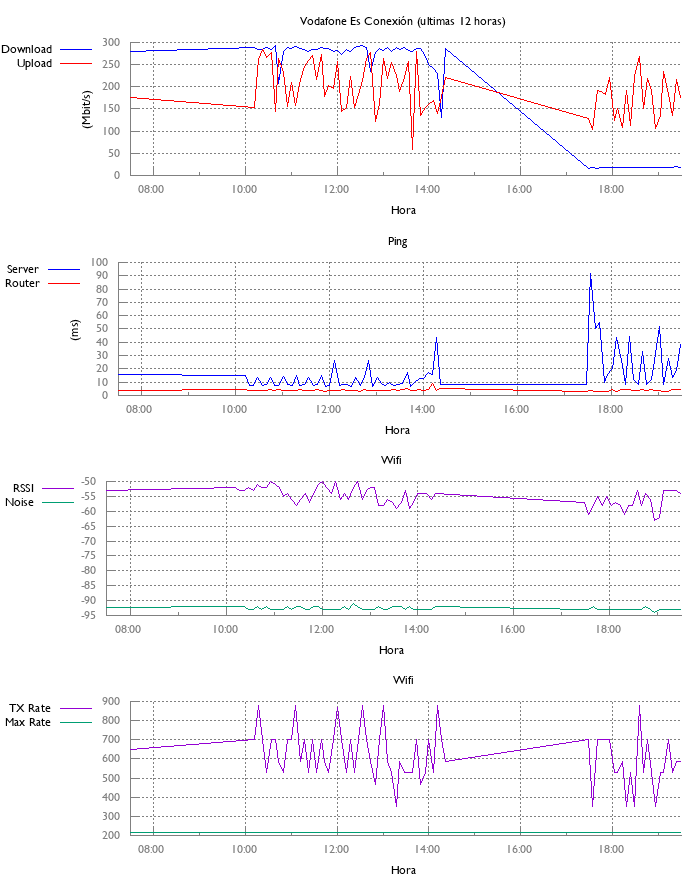 Vodafone Es Conexión (ultimas 12 horas)
Download
Upload
(Mbit/s)
300
250
200
150
100
50
0
08:00 10:00 12:00 14:00 16:00 18:00
Hora
Ping
Server
Router
(ms)
100
90
80
70
60
50
40
30
20
10
0
08:00 10:00 12:00 14:00 16:00 18:00
Hora
Wifi
RSSI
Noise
-50
-55
-60
-65
-70
-75
-80
-85
-90
-95
08:00 10:00 12:00 14:00 16:00 18:00
Hora
Wifi
TX Rate
Max Rate
900
800
700
600
500
400
300
200
08:00 10:00 12:00 14:00 16:00 18:00
Hora